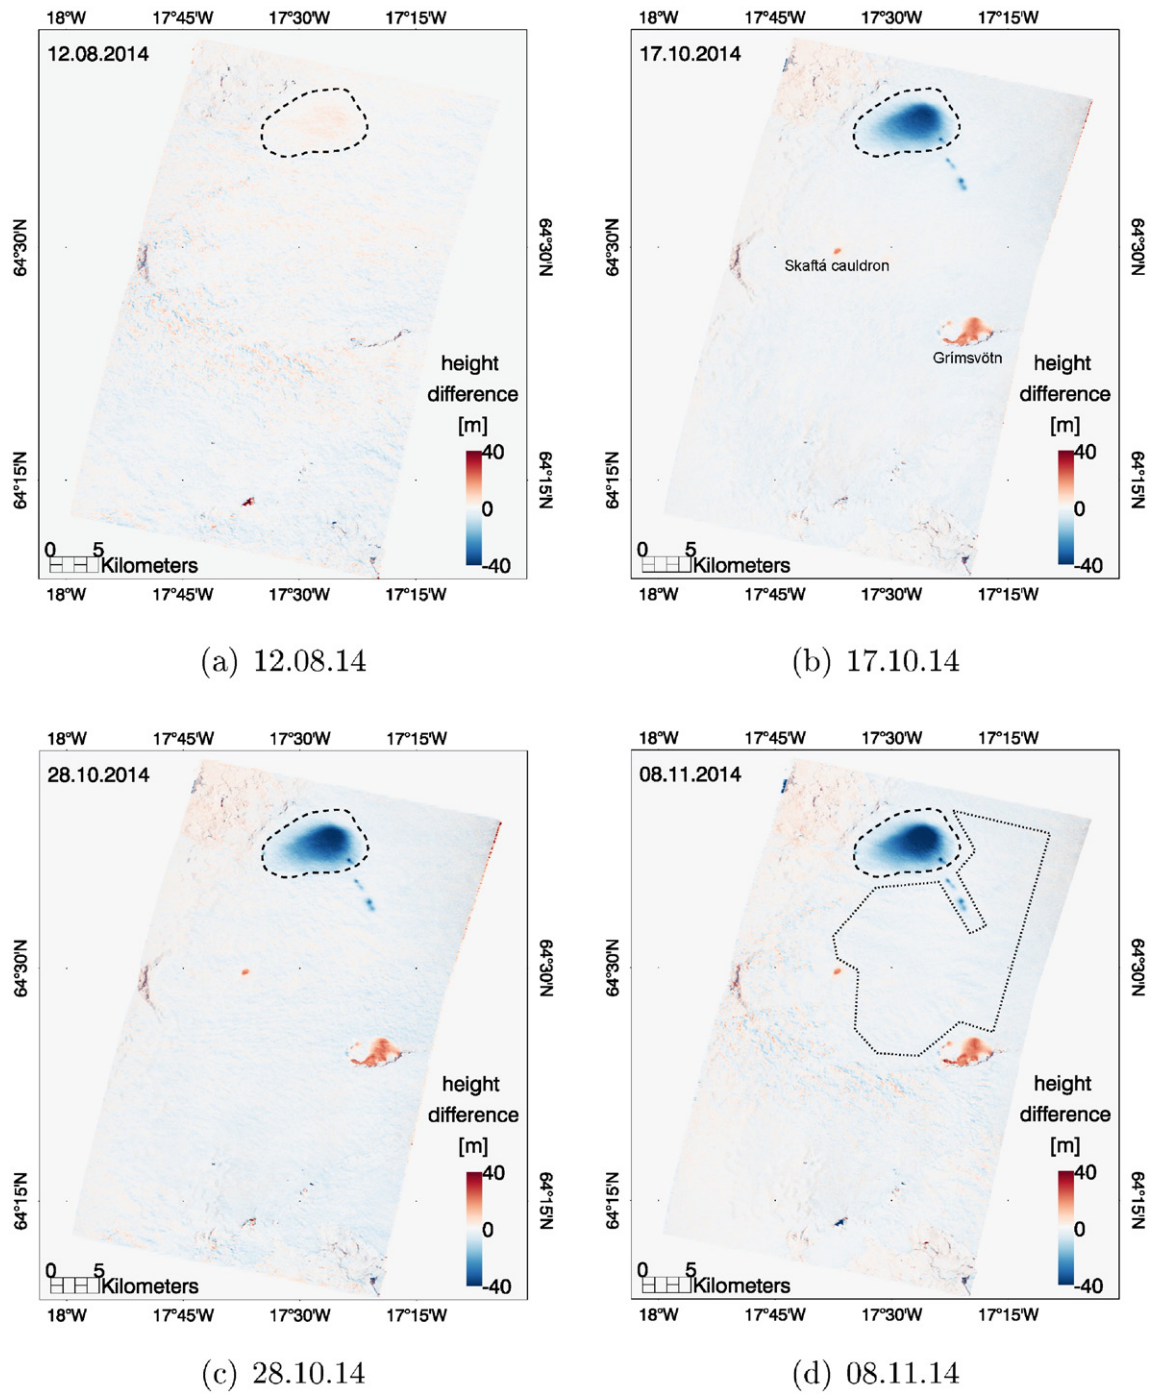 18°W 17°45'W 17°30'W 17°15'W
12.08.2014
64°30'N 64°30'N
height
difference
[m]
40
0
-40
64°15'N 64°15'N
0 5
Kilometers
18°W 17°45'W 17°30'W 17°15'W
(a) 12.08.14
18°W 17°45'W 17°30'W 17°15'W
17.10.2014
64°30'N 64°30'N
Skaftá cauldron
Grímsvötn
height
difference
[m]
40
0
-40
64°15'N 64°15'N
0 5
Kilometers
18°W 17°45'W 17°30'W 17°15'W
(b) 17.10.14
18°W 17°45'W 17°30'W 17°15'W
28.10.2014
64°30'N 64°30'N
height
difference
[m]
40
0
-40
64°15'N 64°15'N
0 5
Kilometers
18°W 17°45'W 17°30'W 17°15'W
(c) 28.10.14
18°W 17°45'W 17°30'W 17°15'W
08.11.2014
64°30'N 64°30'N
height
difference
[m]
40
0
-40
64°15'N 64°15'N
0 5
Kilometers
18°W 17°45'W 17°30'W 17°15'W
(d) 08.11.14